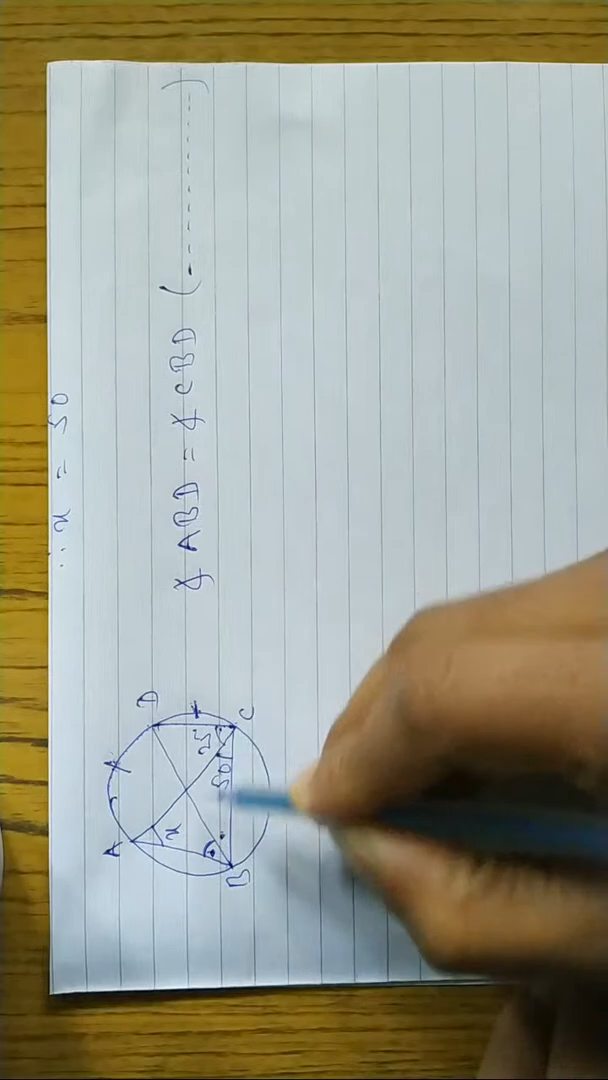 ∴ x = 50
∡ ABD = ∡ CBD (.............)
D
A
x
25
50
C
B